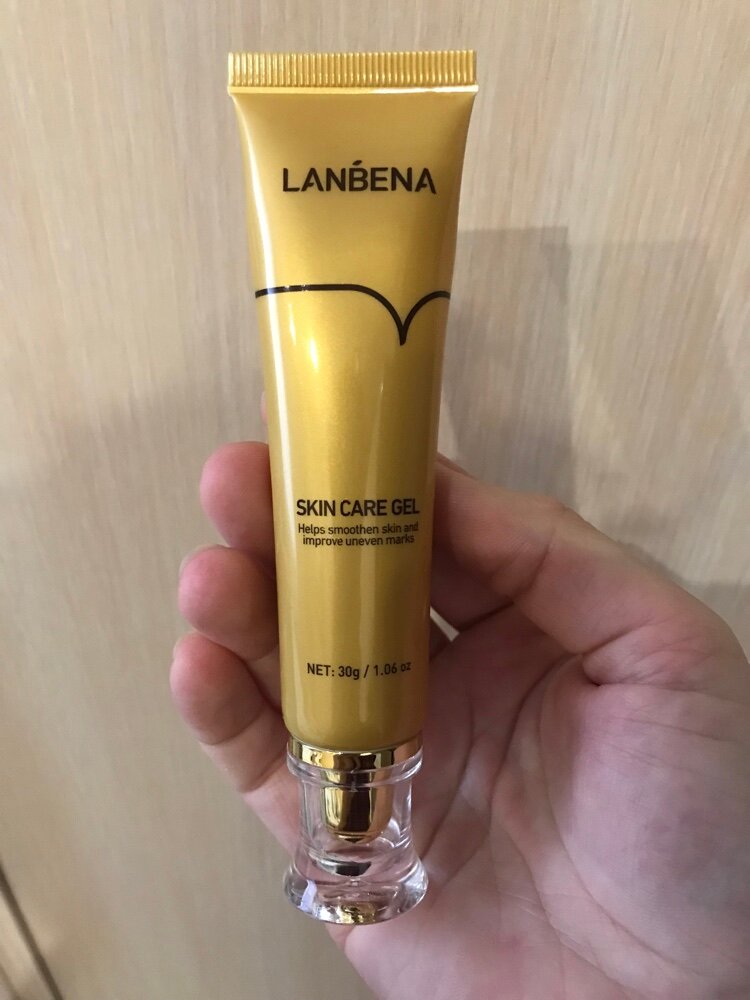 LANBENA
SKIN CARE GEL
Helps smoothen skin and
improve uneven marks
NET: 30g / 1.06 oz